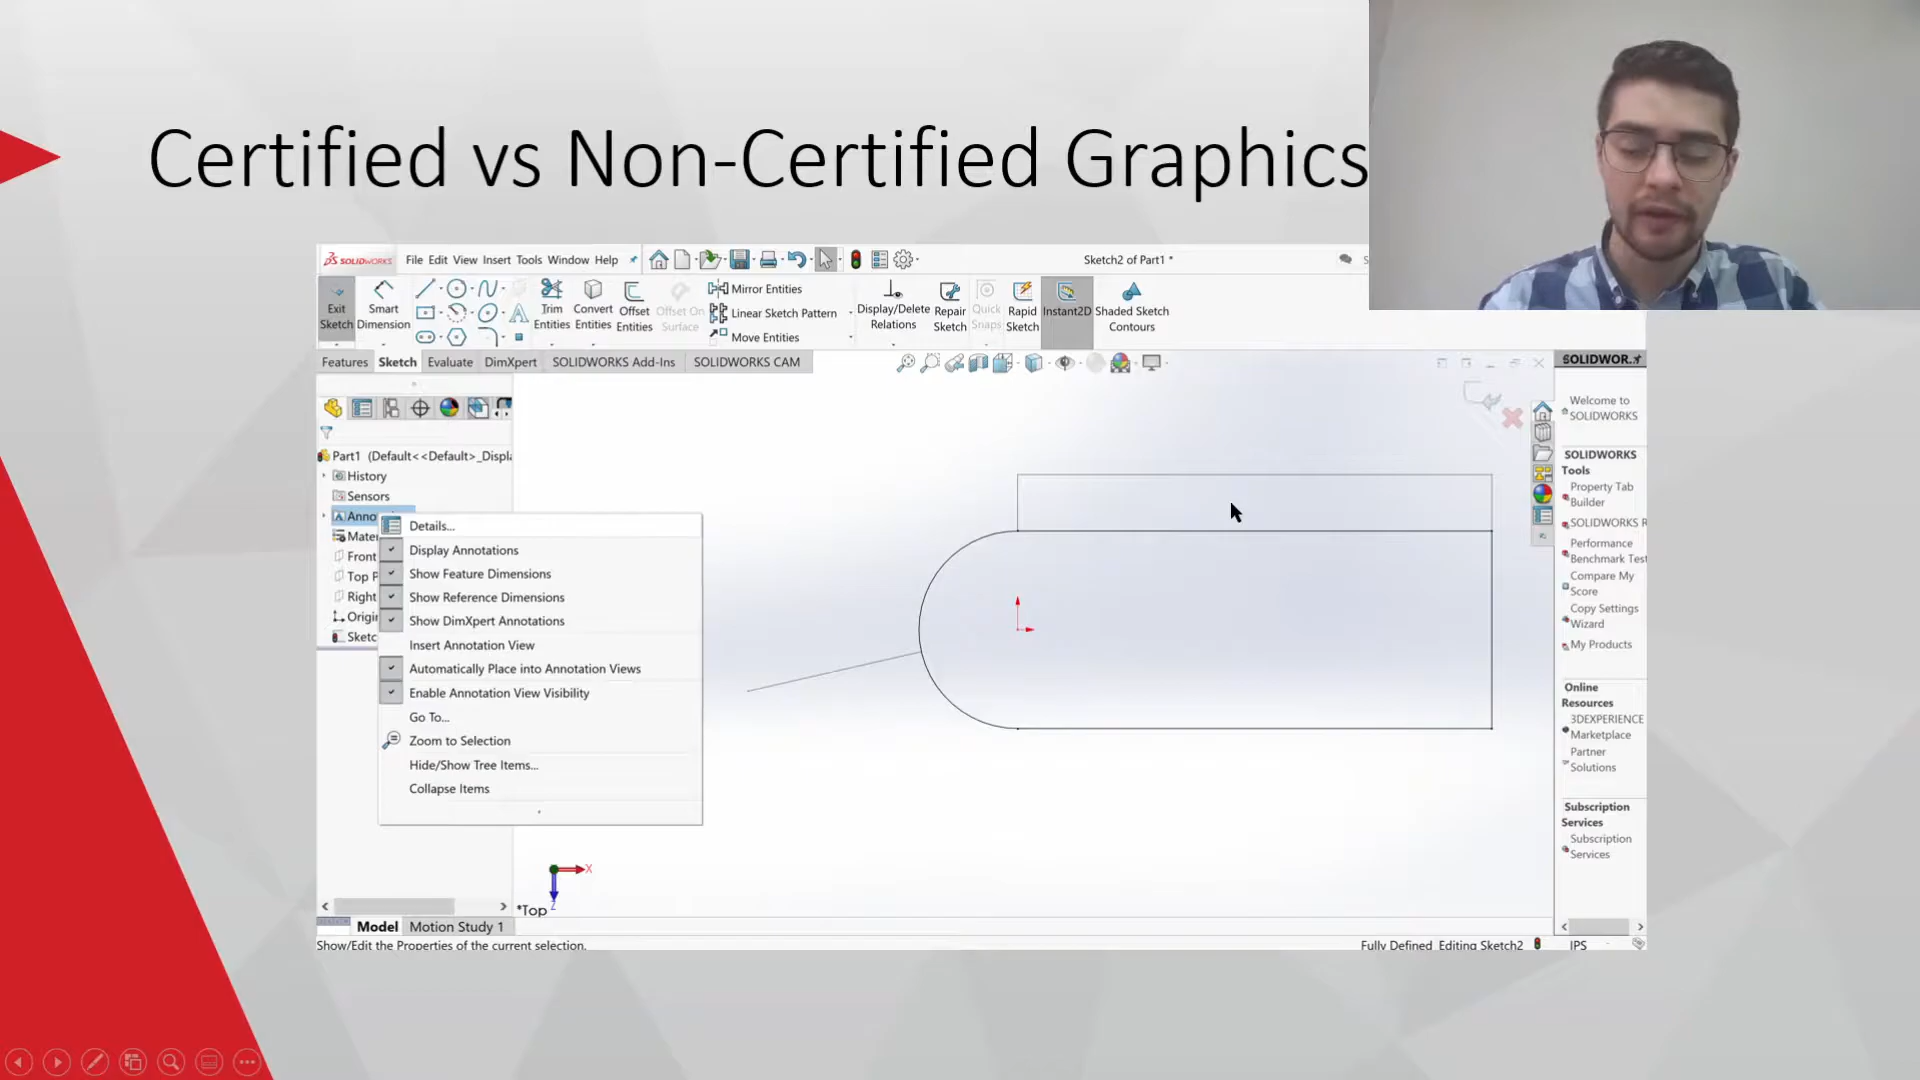 Certified vs Non-Certified Graphics
SOLIDWORKS File Edit View Insert Tools Window Help
Sketch2 of Part1 *
Exit Sketch
Smart Dimension
Trim Entities
Convert Entities
Offset Entities
Offset On Surface
Mirror Entities
Linear Sketch Pattern
Move Entities
Display/Delete Relations
Repair Sketch
Quick Snaps
Rapid Sketch
Instant2D
Shaded Sketch Contours
Features Sketch Evaluate DimXpert SOLIDWORKS Add-Ins SOLIDWORKS CAM
Part1 (Default<<Default>_Displa
History
Sensors
Anno
Mater
Front
Top P
Right
Origi
Sketc
Details...
Display Annotations
Show Feature Dimensions
Show Reference Dimensions
Show DimXpert Annotations
Insert Annotation View
Automatically Place into Annotation Views
Enable Annotation View Visibility
Go To...
Zoom to Selection
Hide/Show Tree Items...
Collapse Items
X
Z
*Top
SOLIDWOR...
Welcome to
SOLIDWORKS
SOLIDWORKS
Tools
Property Tab
Builder
SOLIDWORKS R
Performance
Benchmark Test
Compare My
Score
Copy Settings
Wizard
My Products
Online
Resources
3DEXPERIENCE
Marketplace
Partner
Solutions
Subscription
Services
Subscription
Services
Model Motion Study 1
Show/Edit the Properties of the current selection.
Fully Defined Editing Sketch2 IPS